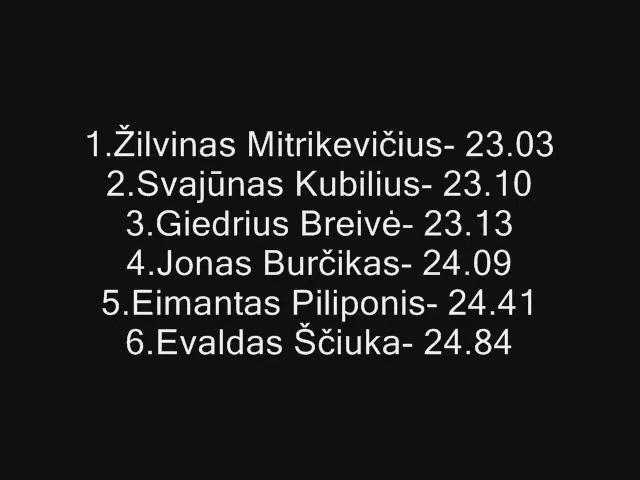 1.Žilvinas Mitrikevičius- 23.03
2.Svajūnas Kubilius- 23.10
3.Giedrius Breivė- 23.13
4.Jonas Burčikas- 24.09
5.Eimantas Piliponis- 24.41
6.Evaldas Ščiuka- 24.84